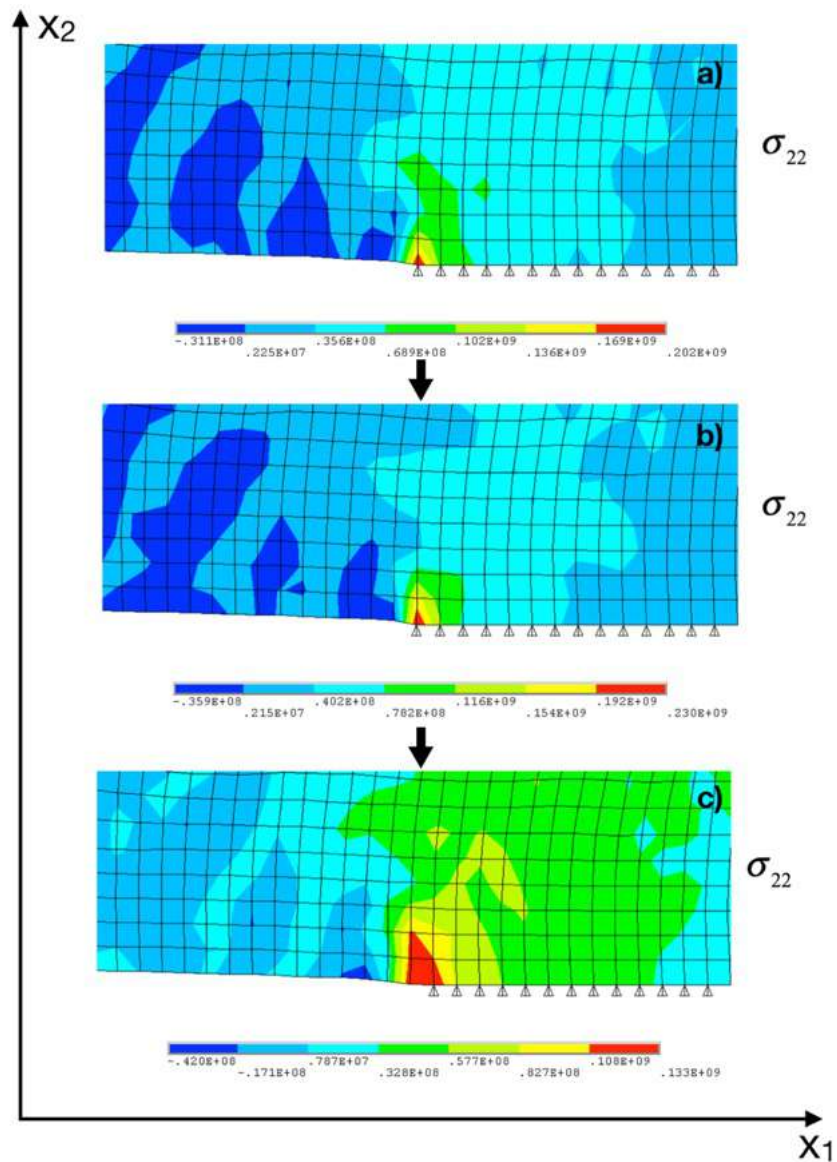 X2
a)
σ22
-.311E+08 .356E+08 .102E+09 .169E+09
.225E+07 .689E+08 .136E+09 .202E+09
b)
σ22
-.359E+08 .402E+08 .116E+09 .192E+09
.215E+07 .782E+08 .154E+09 .230E+09
c)
σ22
-.420E+08 .787E+07 .577E+08 .108E+09
-.171E+08 .328E+08 .827E+08 .133E+09
X1